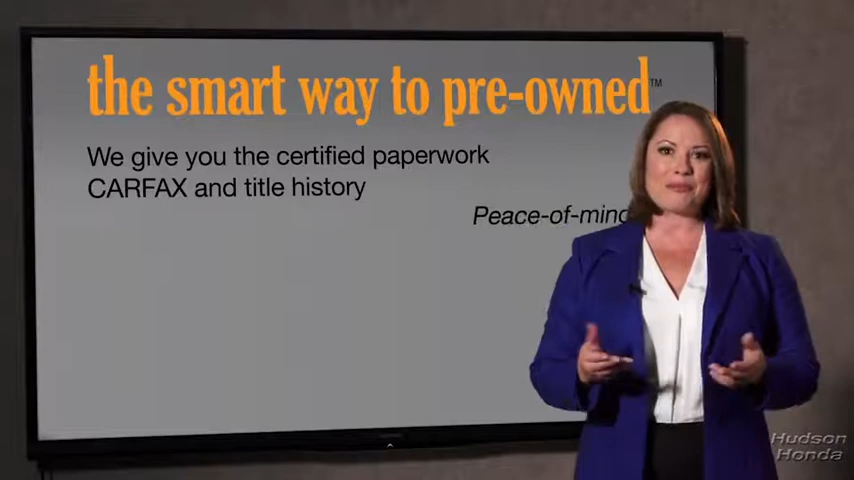 the smart way to pre-owned™
We give you the certified paperwork
CARFAX and title history
Peace-of-mind
Hudson
Honda